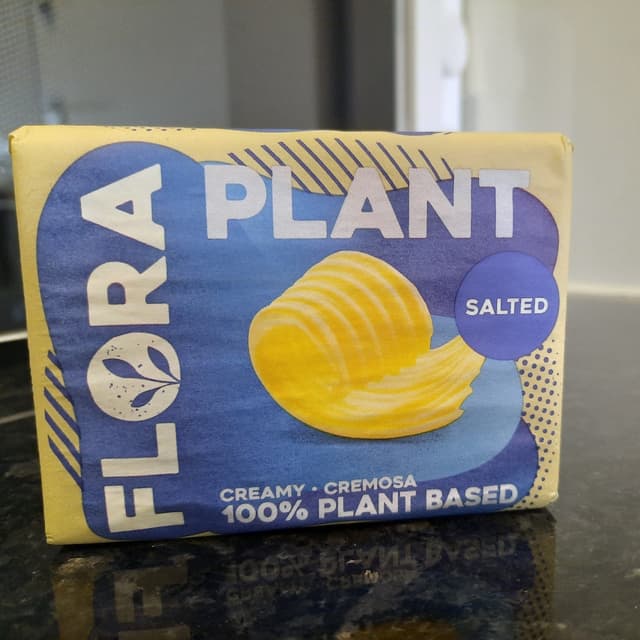 FLORA
PLANT
SALTED
CREAMY • CREMOSA
100% PLANT BASED